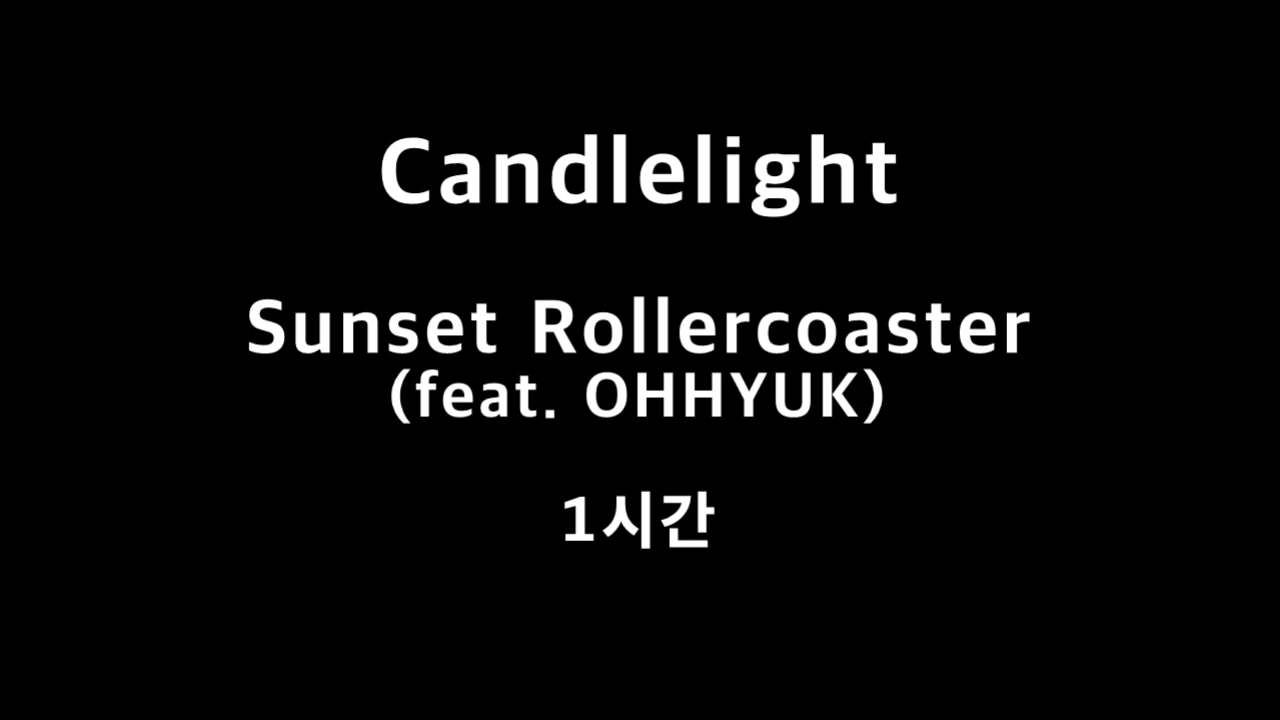 Candlelight
Sunset Rollercoaster
(feat. OHHYUK)
1시간